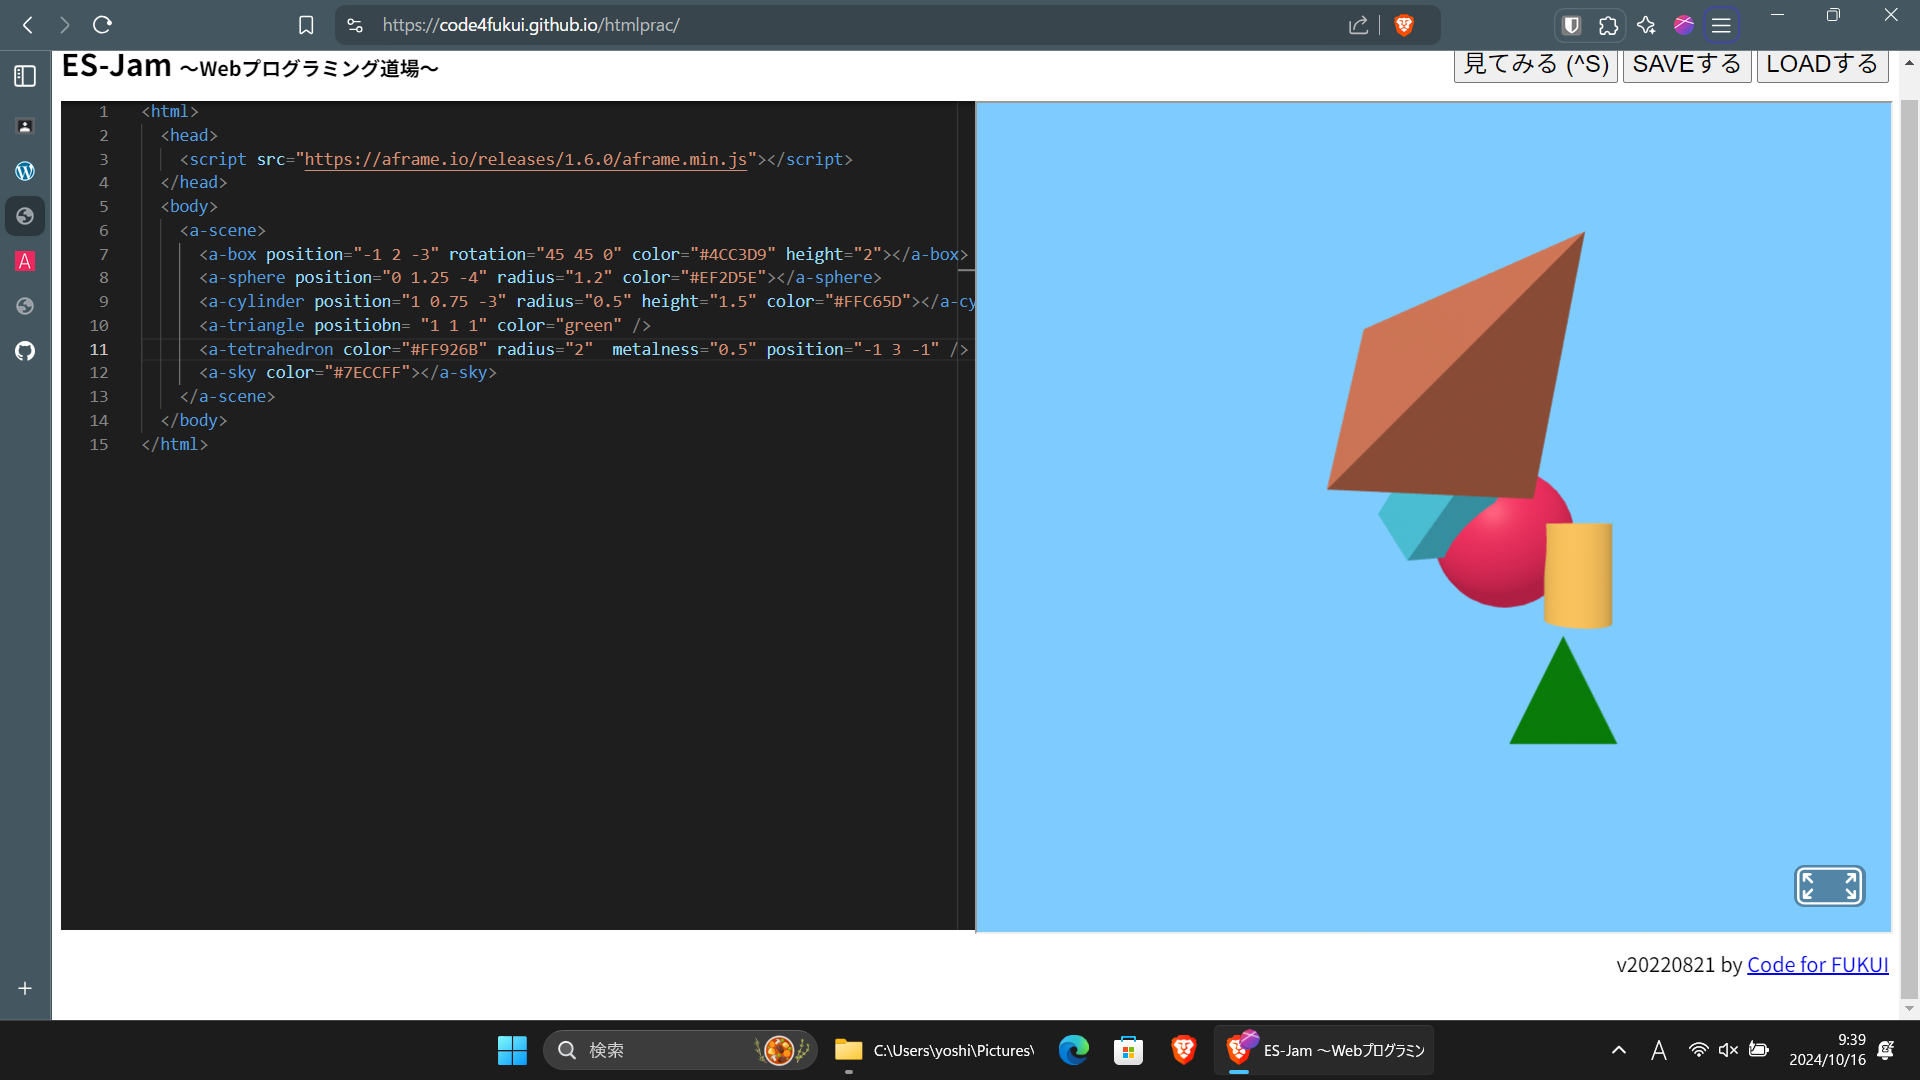 https://code4fukui.github.io/htmlprac/
ES-Jam ～Webプログラミング道場～
見てみる (^S)
SAVEする
LOADする
1 <html>
2 <head>
3 <script src="https://aframe.io/releases/1.6.0/aframe.min.js"></script>
4 </head>
5 <body>
6 <a-scene>
7 <a-box position="-1 2 -3" rotation="45 45 0" color="#4CC3D9" height="2"></a-box>
8 <a-sphere position="0 1.25 -4" radius="1.2" color="#EF2D5E"></a-sphere>
9 <a-cylinder position="1 0.75 -3" radius="0.5" height="1.5" color="#FFC65D"></a-cy
10 <a-triangle positiobn= "1 1 1" color="green" />
11 <a-tetrahedron color="#FF926B" radius="2"  metalness="0.5" position="-1 3 -1" />
12 <a-sky color="#7ECCFF"></a-sky>
13 </a-scene>
14 </body>
15 </html>
v20220821 by Code for FUKUI
検索
C:\Users\yoshi\Pictures\
ES-Jam ～Webプログラミン
A
9:39
2024/10/16